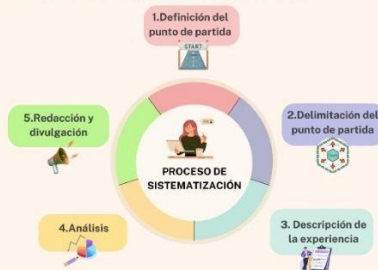 1.Definición del
punto de partida
START
5.Redacción y
divulgación
2.Delimitación del
punto de partida
PROCESO DE
SISTEMATIZACIÓN
4.Análisis
3. Descripción de
la experiencia